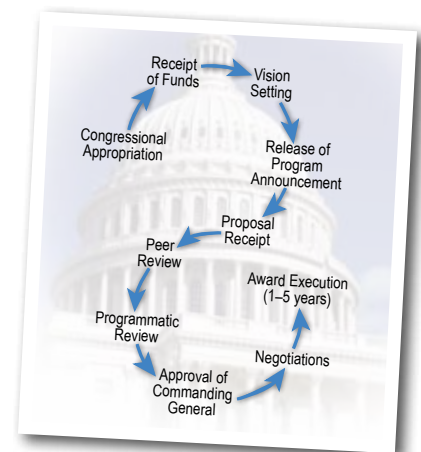 Congressional
Appropriation
Receipt
of Funds
Vision
Setting
Release of
Program
Announcement
Proposal
Receipt
Peer
Review
Programmatic
Review
Approval of
Commanding
General
Negotiations
Award Execution
(1–5 years)